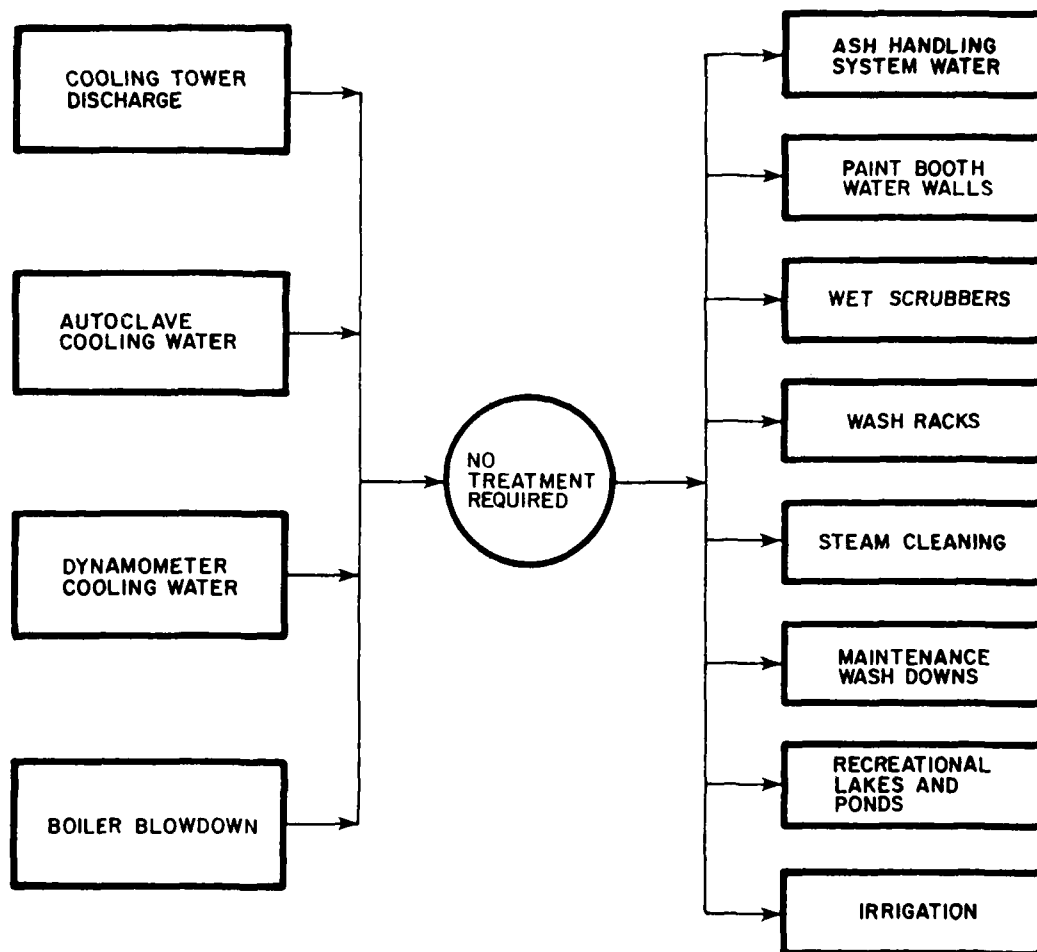 COOLING TOWER
DISCHARGE
AUTOCLAVE
COOLING WATER
DYNAMOMETER
COOLING WATER
BOILER BLOWDOWN
NO
TREATMENT
REQUIRED
ASH HANDLING
SYSTEM WATER
PAINT BOOTH
WATER WALLS
WET SCRUBBERS
WASH RACKS
STEAM CLEANING
MAINTENANCE
WASH DOWNS
RECREATIONAL
LAKES AND
PONDS
IRRIGATION